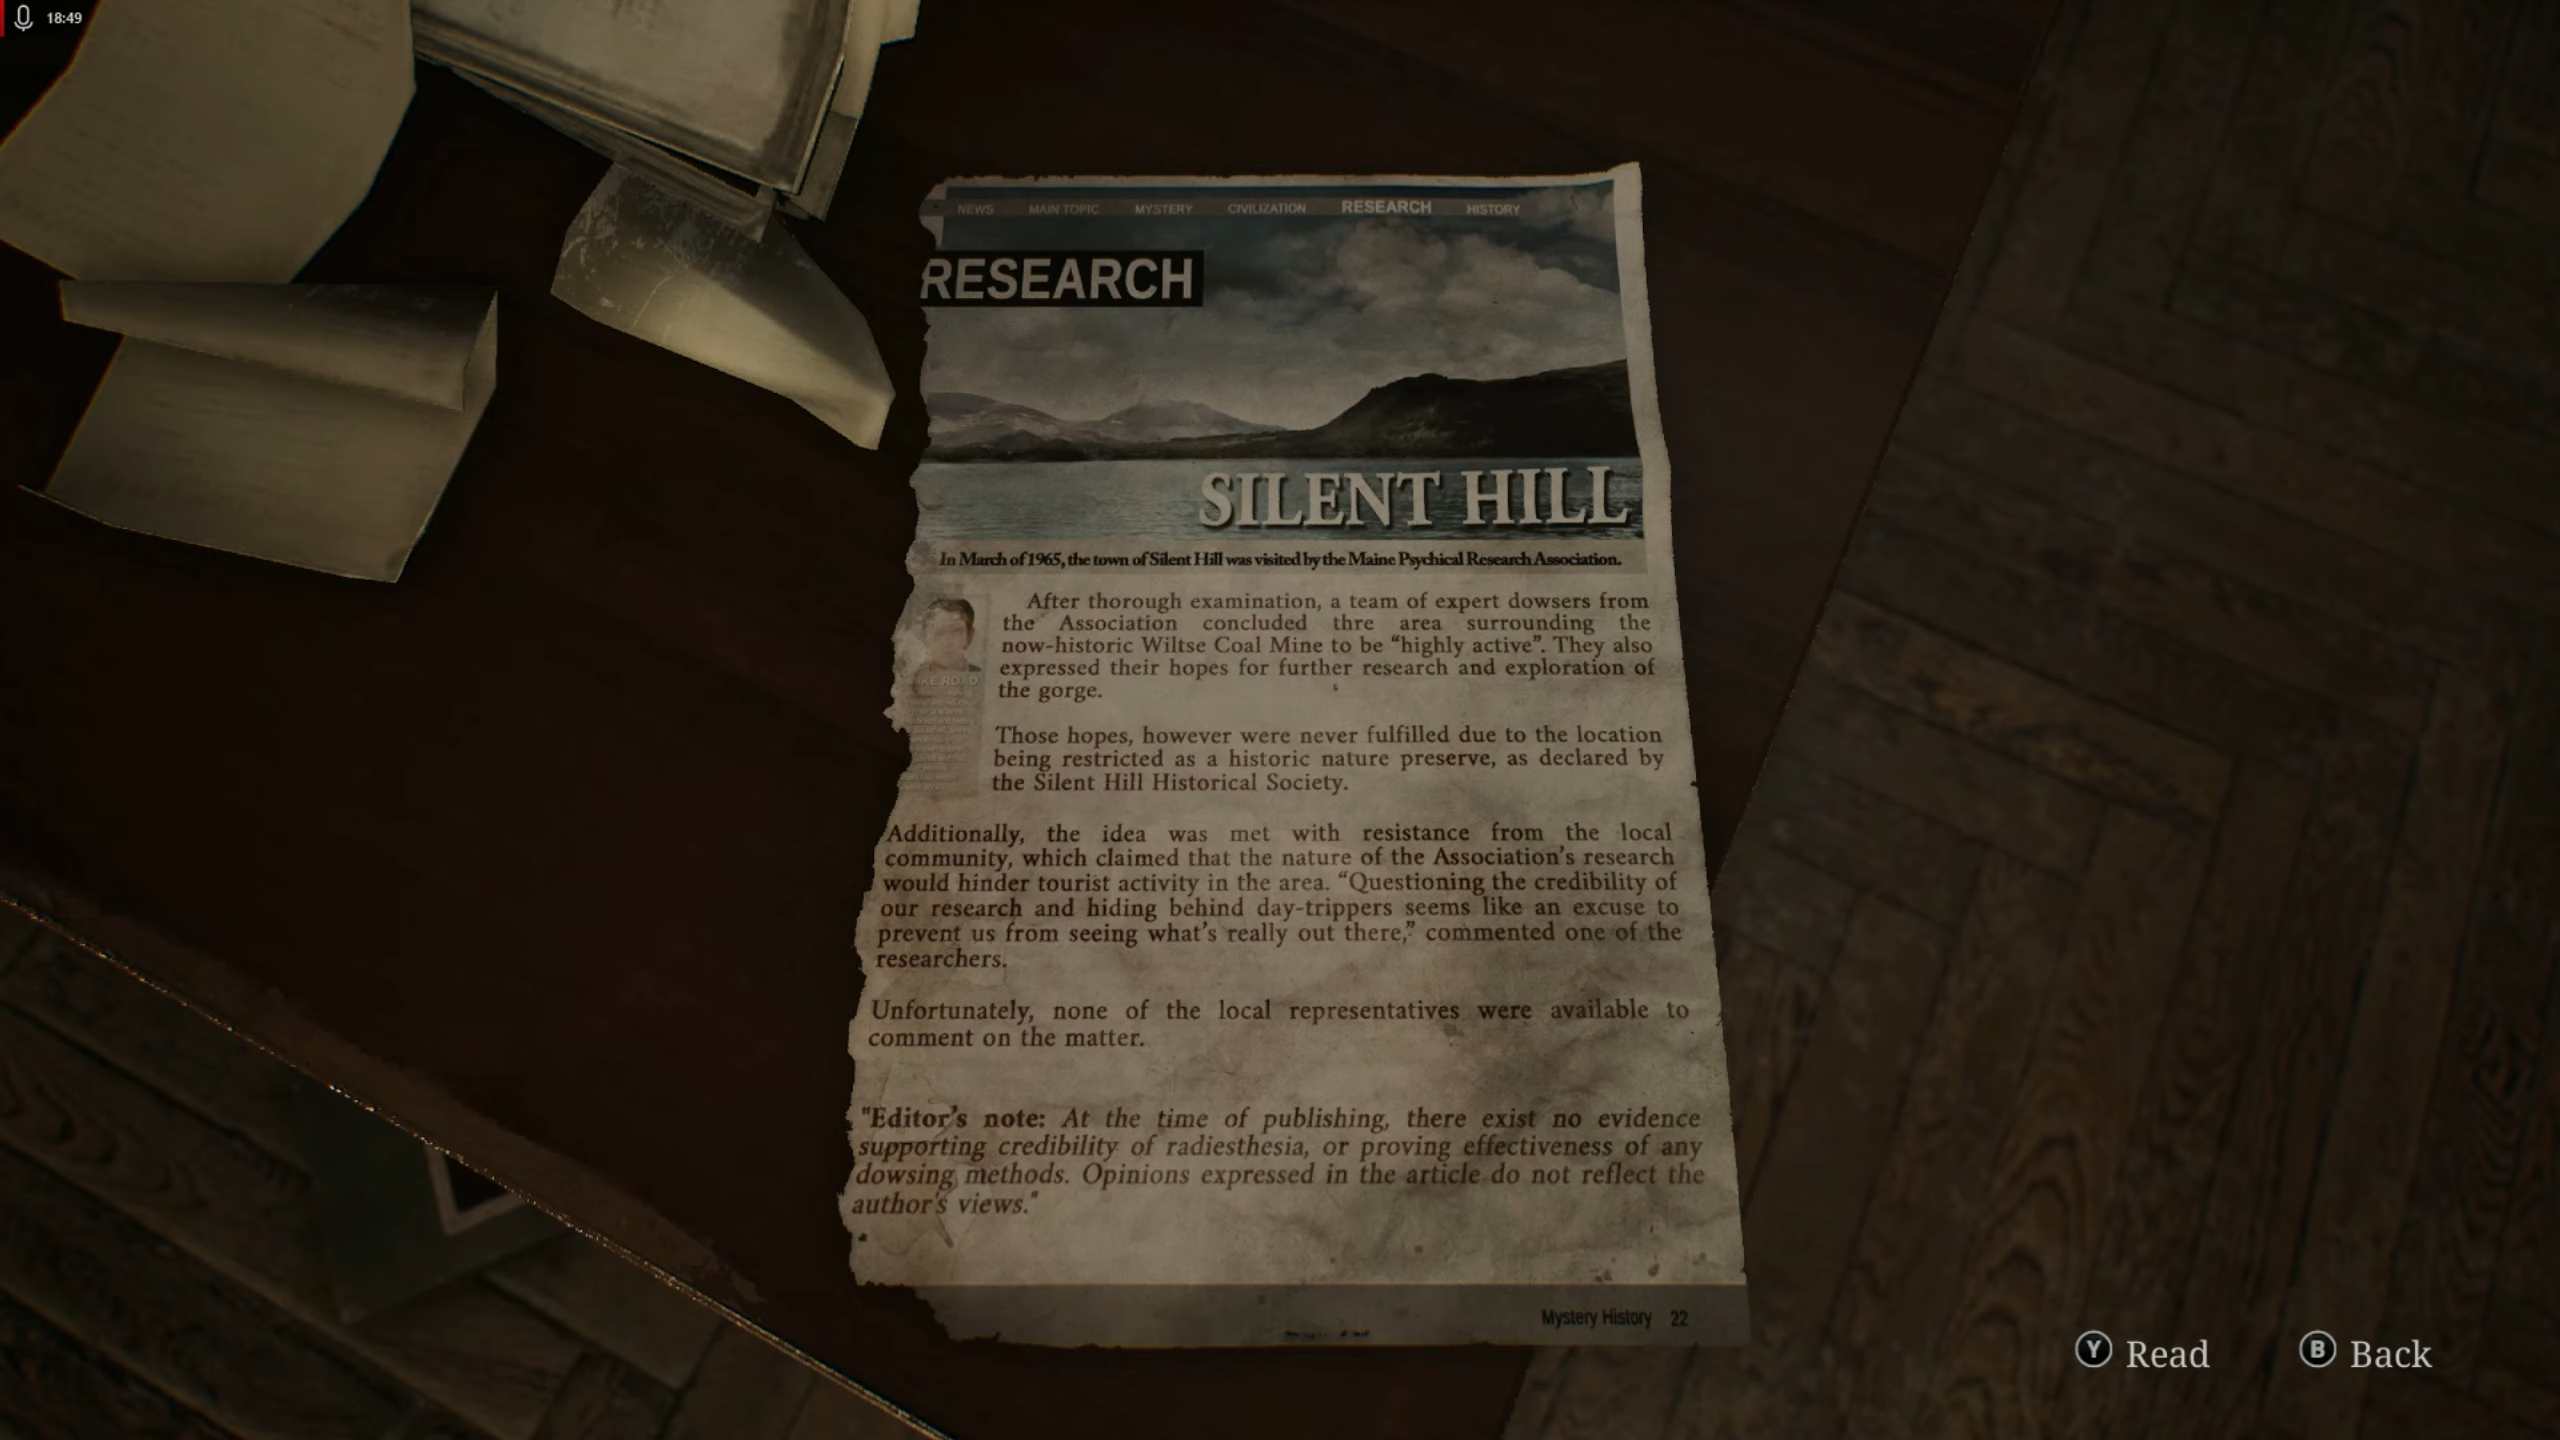 18:49
NEWS MAIN TOPIC MYSTERY CIVILIZATION RESEARCH HISTORY
RESEARCH
SILENT HILL
In March of 1965, the town of Silent Hill was visited by the Maine Psychical Research Association.
After thorough examination, a team of expert dowsers from
the Association concluded thre area surrounding the
now-historic Wiltse Coal Mine to be “highly active”. They also
expressed their hopes for further research and exploration of
the gorge.
Those hopes, however were never fulfilled due to the location
being restricted as a historic nature preserve, as declared by
the Silent Hill Historical Society.
Additionally, the idea was met with resistance from the local
community, which claimed that the nature of the Association’s research
would hinder tourist activity in the area. “Questioning the credibility of
our research and hiding behind day-trippers seems like an excuse to
prevent us from seeing what’s really out there,” commented one of the
researchers.
Unfortunately, none of the local representatives were available to
comment on the matter.
"Editor’s note: At the time of publishing, there exist no evidence
supporting credibility of radiesthesia, or proving effectiveness of any
dowsing methods. Opinions expressed in the article do not reflect the
author's views."
Mystery History 22
Y Read B Back